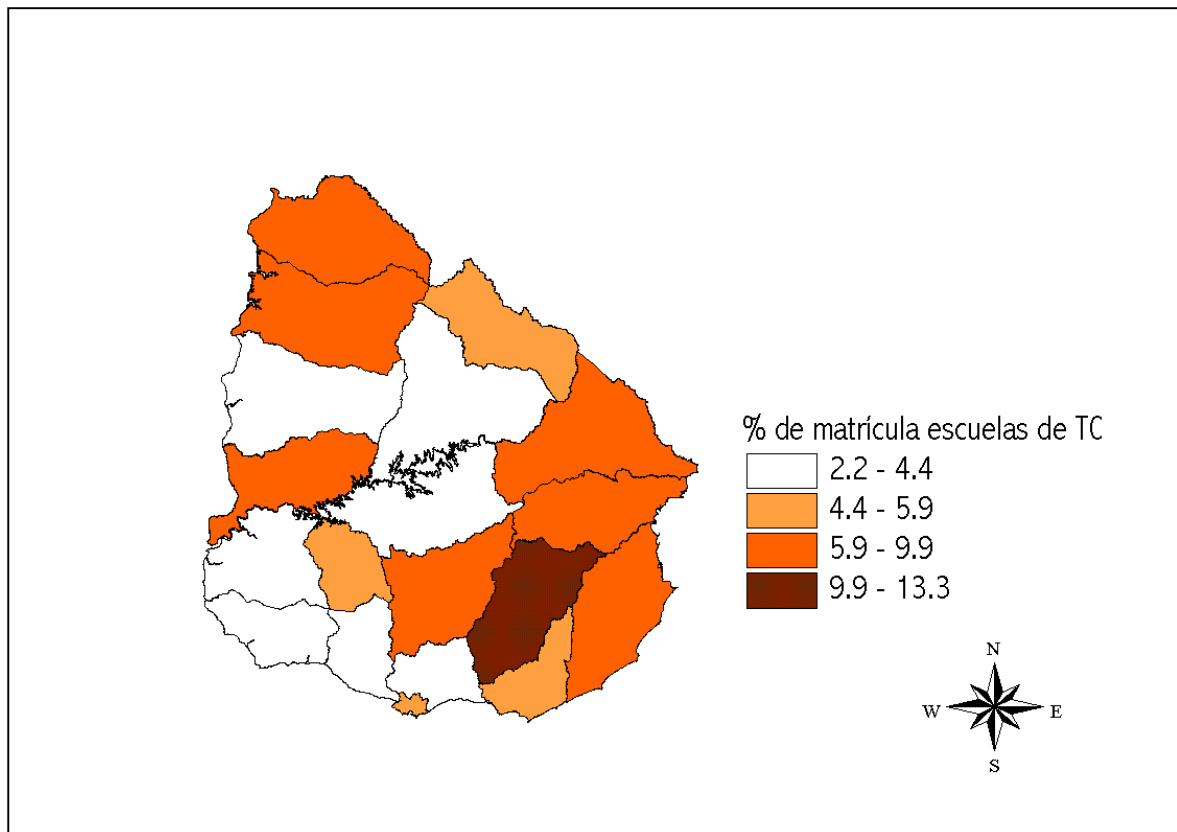 % de matrícula escuelas de TC
2.2 - 4.4
4.4 - 5.9
5.9 - 9.9
9.9 - 13.3
N
W E
S